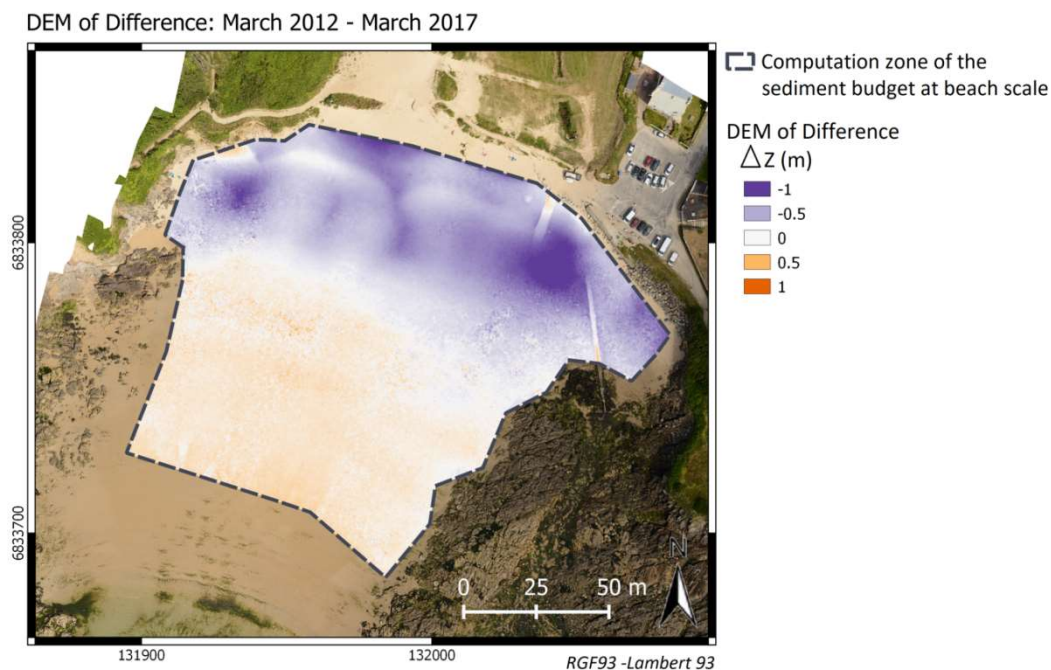 DEM of Difference: March 2012 - March 2017
Computation zone of the
sediment budget at beach scale
DEM of Difference
△Z (m)
-1
-0.5
0
0.5
1
6833800
6833700
N
0 25 50 m
131900 132000
RGF93 -Lambert 93